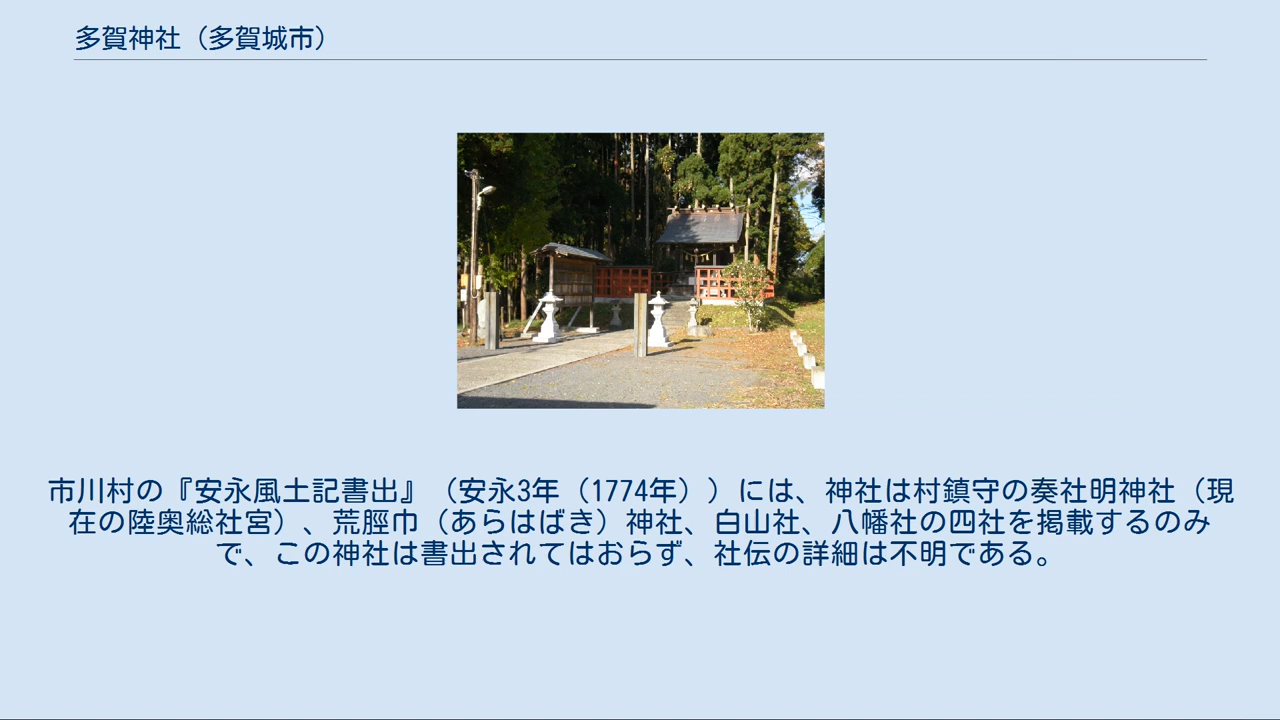 多賀神社（多賀城市）
市川村の『安永風土記書出』（安永3年（1774年））には、神社は村鎮守の奏社明神社（現
在の陸奥総社宮）、荒脛巾（あらはばき）神社、白山社、八幡社の四社を掲載するのみ
で、この神社は書出されてはおらず、社伝の詳細は不明である。